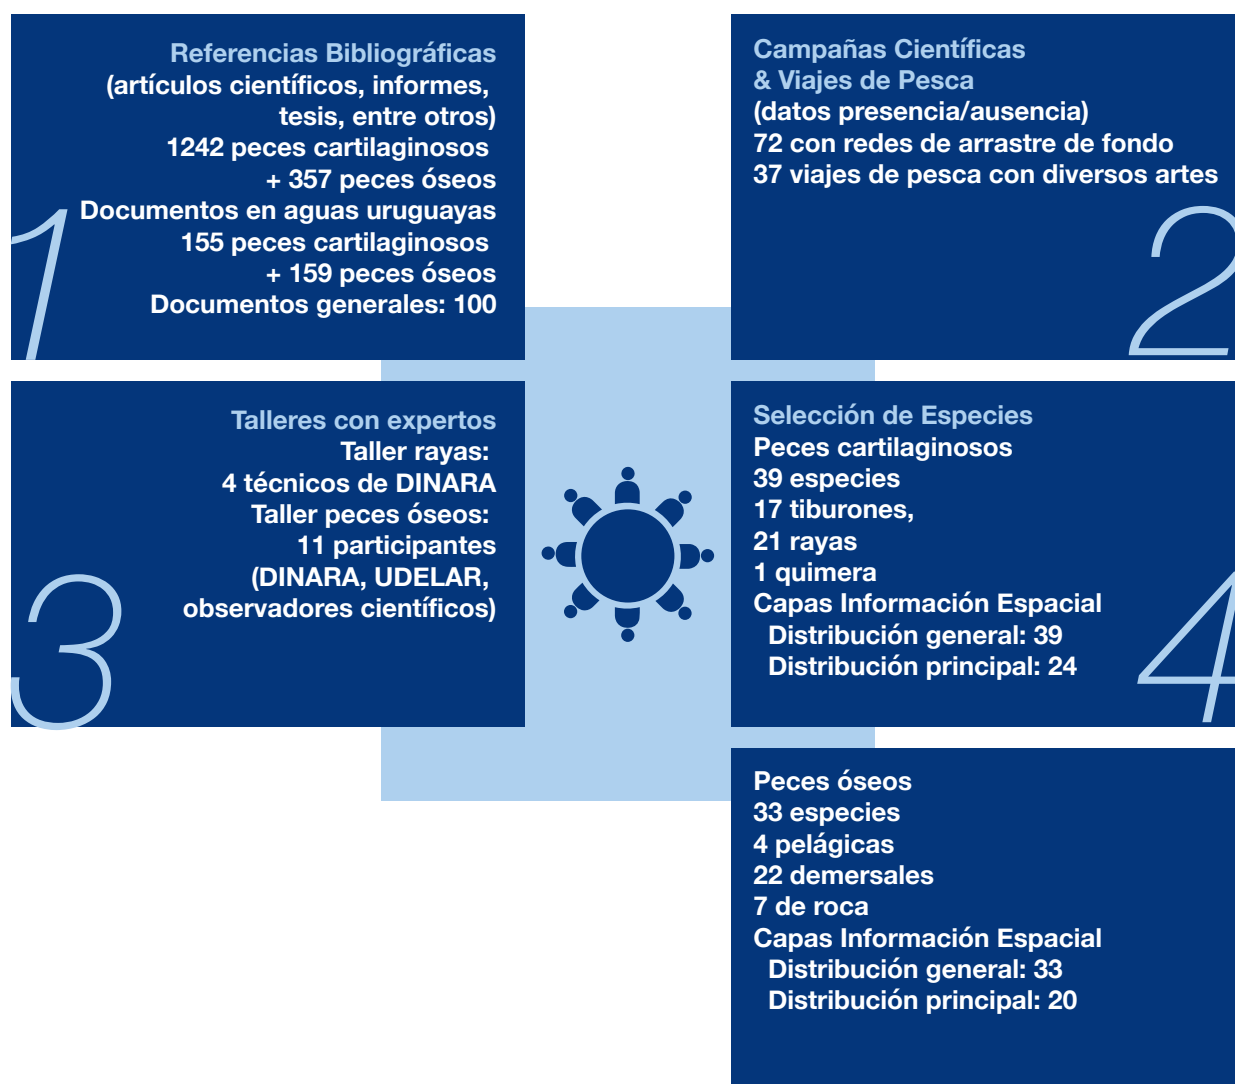 Referencias Bibliográficas
(artículos científicos, informes,
tesis, entre otros)
1242 peces cartilaginosos
+ 357 peces óseos
Documentos en aguas uruguayas
155 peces cartilaginosos
+ 159 peces óseos
Documentos generales: 100
1
Campañas Científicas
& Viajes de Pesca
(datos presencia/ausencia)
72 con redes de arrastre de fondo
37 viajes de pesca con diversos artes
2
Talleres con expertos
Taller rayas:
4 técnicos de DINARA
Taller peces óseos:
11 participantes
(DINARA, UDELAR,
observadores científicos)
3
Selección de Especies
Peces cartilaginosos
39 especies
17 tiburones,
21 rayas
1 quimera
Capas Información Espacial
Distribución general: 39
Distribución principal: 24
4
Peces óseos
33 especies
4 pelágicas
22 demersales
7 de roca
Capas Información Espacial
Distribución general: 33
Distribución principal: 20